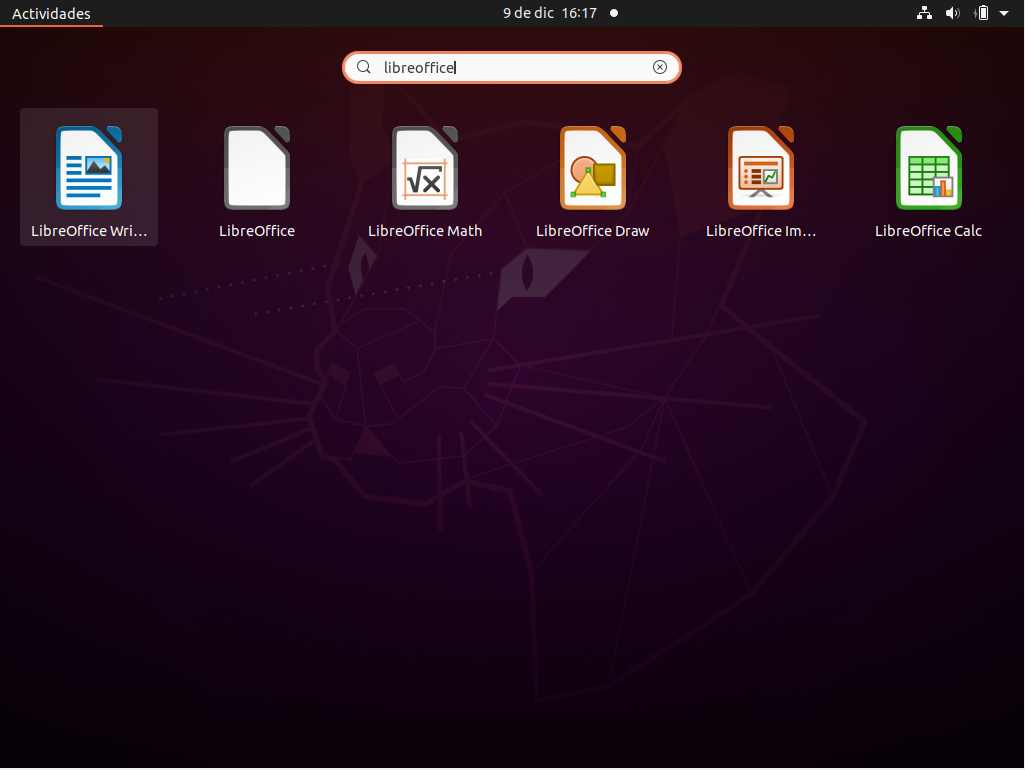 Actividades
9 de dic 16:17
libreoffice
LibreOffice Wri…
LibreOffice
LibreOffice Math
LibreOffice Draw
LibreOffice Im…
LibreOffice Calc